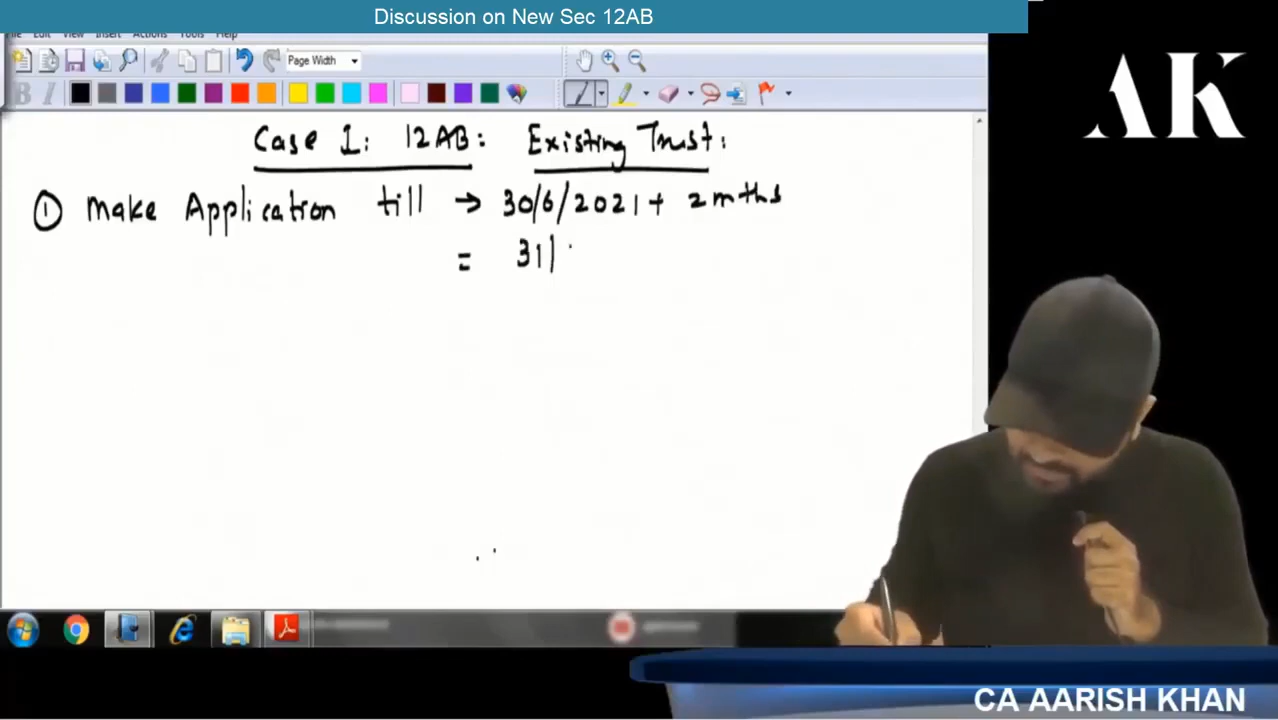 Discussion on New Sec 12AB
Page Width
AK
Case I: 12AB: Existing Trust:
① Make Application till → 30/6/2021 + 2 mths
= 31/
CA AARISH KHAN